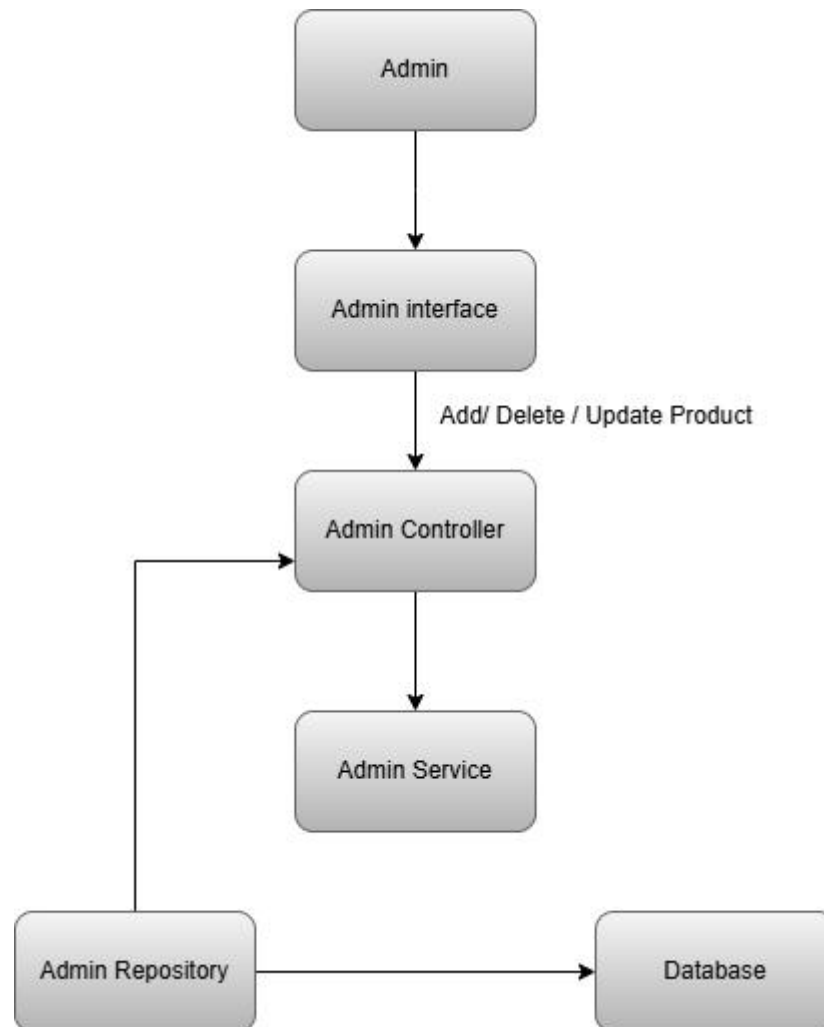 Admin
Admin interface
Add/ Delete / Update Product
Admin Controller
Admin Service
Admin Repository
Database